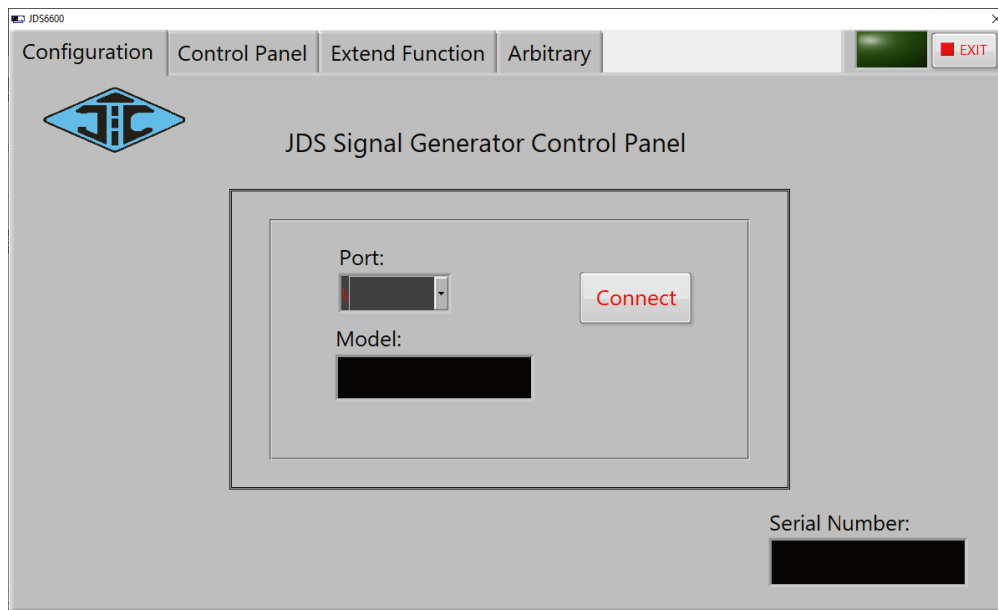 JDS6600
Configuration
Control Panel
Extend Function
Arbitrary
EXIT
JDS Signal Generator Control Panel
Port:
Connect
Model:
Serial Number: